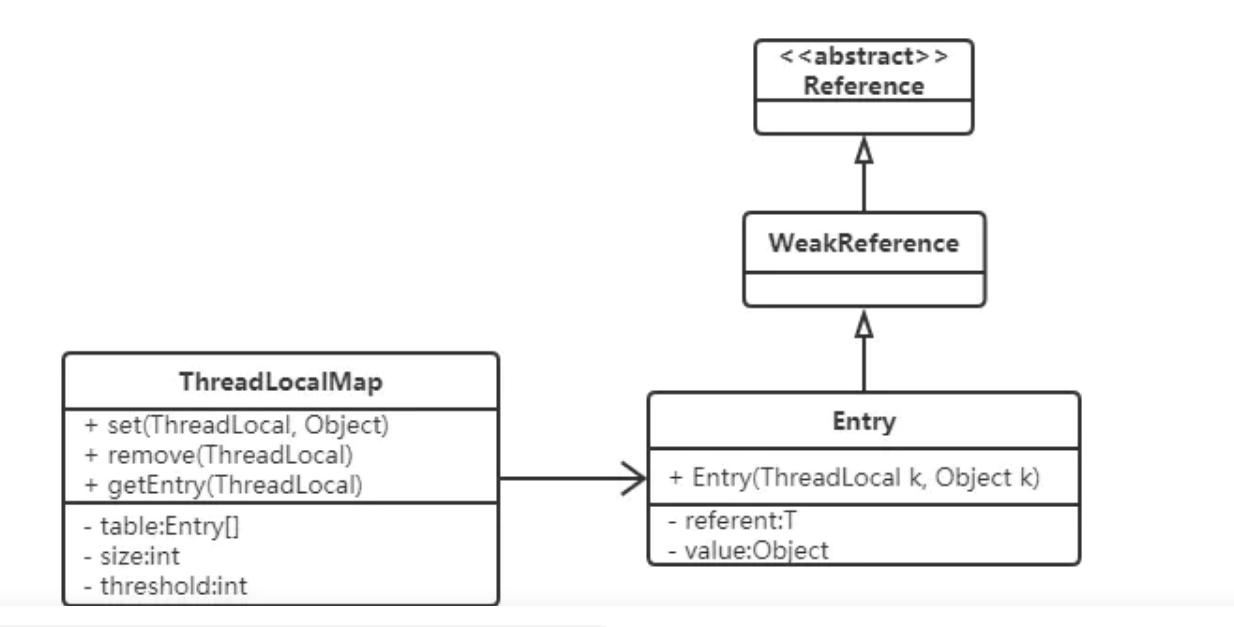 <<abstract>>
Reference
WeakReference
ThreadLocalMap
+ set(ThreadLocal, Object)
+ remove(ThreadLocal)
+ getEntry(ThreadLocal)
- table:Entry[]
- size:int
- threshold:int
Entry
+ Entry(ThreadLocal k, Object k)
- referent:T
- value:Object